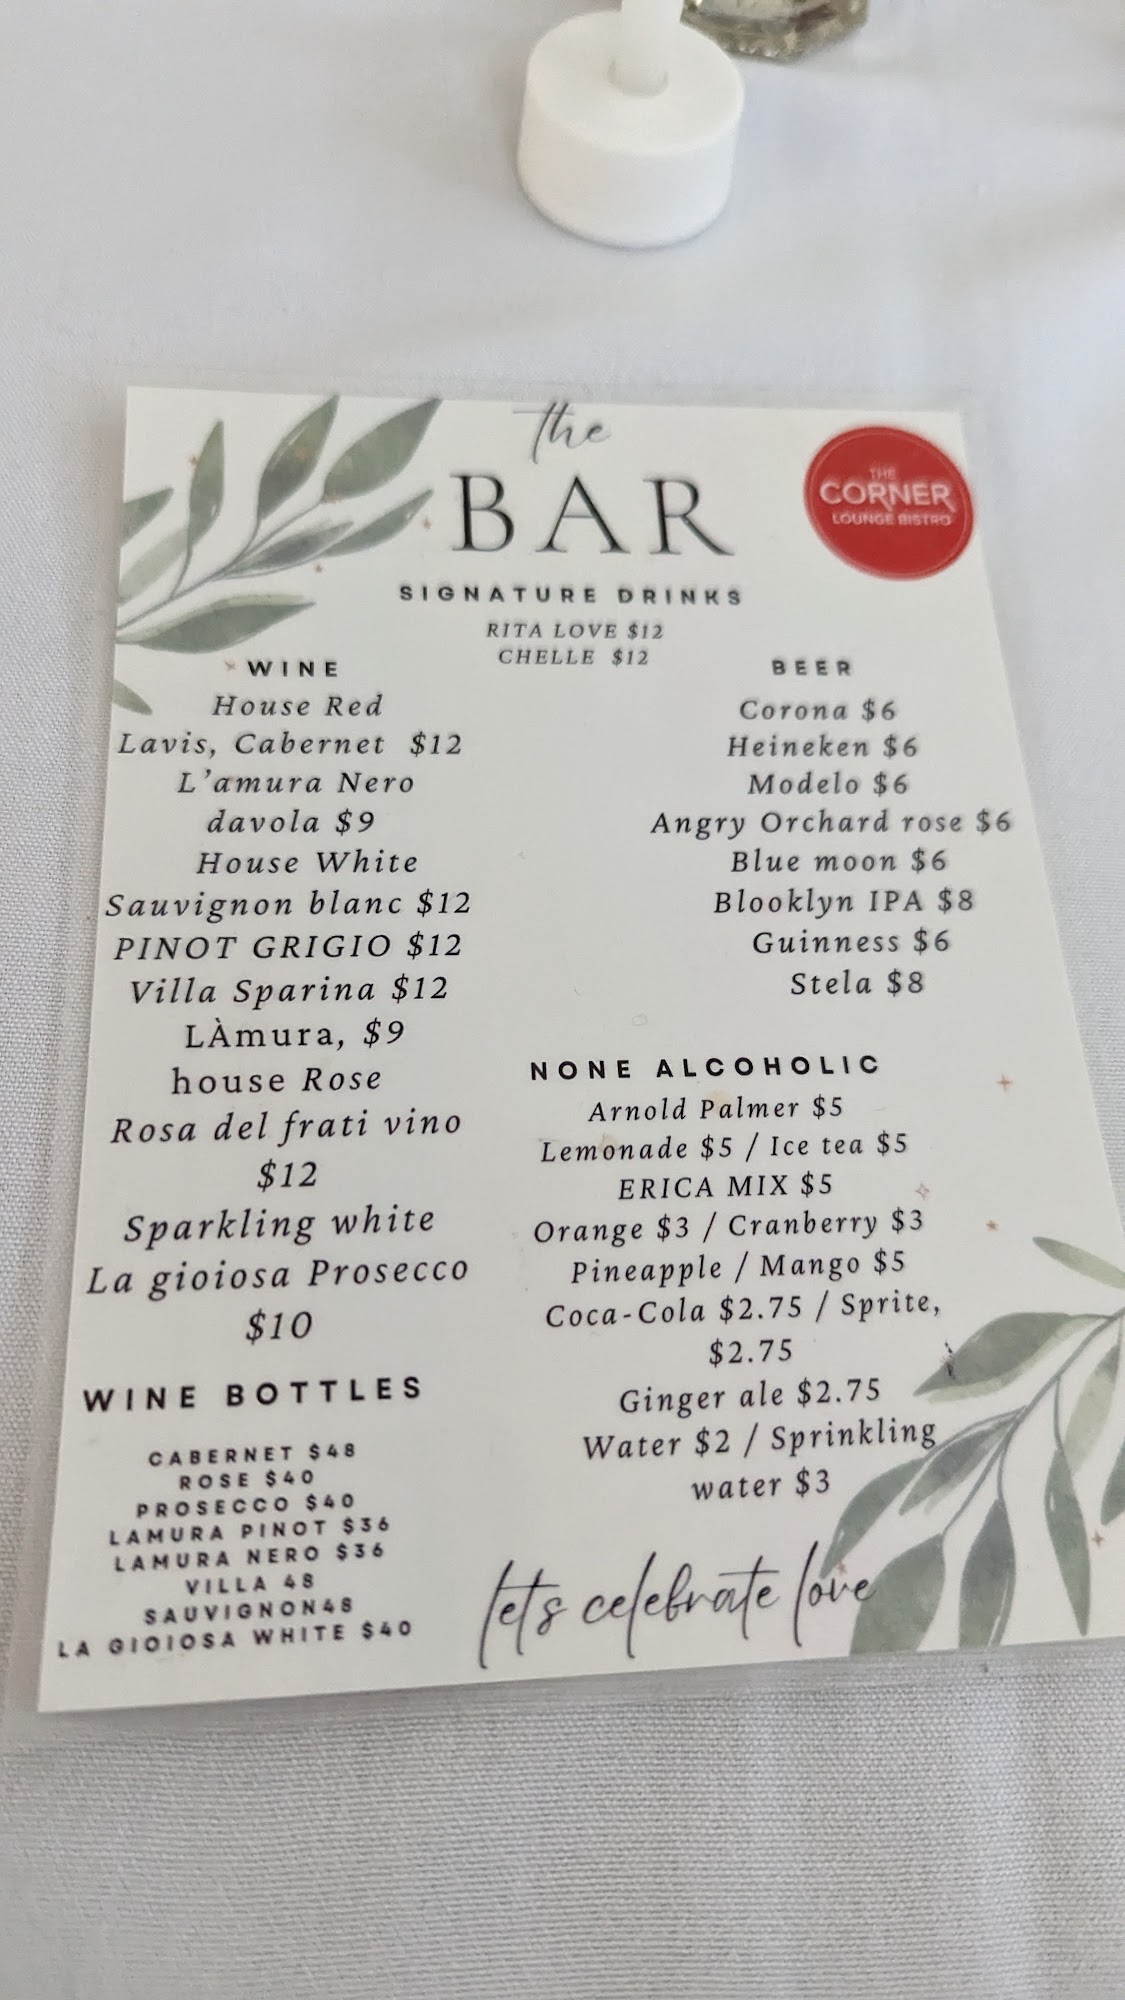 the
BAR
THE
CORNER
LOUNGE BISTRO
SIGNATURE DRINKS
RITA LOVE $12
CHELLE $12
WINE
House Red
Lavis, Cabernet $12
L'amura Nero
davola $9
House White
Sauvignon blanc $12
PINOT GRIGIO $12
Villa Sparina $12
LÀmura, $9
house Rose
Rosa del frati vino
$12
Sparkling white
La gioiosa Prosecco
$10
WINE BOTTLES
CABERNET $48
ROSE $40
PROSECCO $40
LAMURA PINOT $36
LAMURA NERO $36
VILLA 48
SAUVIGNON48
LA GIOIOSA WHITE $40
BEER
Corona $6
Heineken $6
Modelo $6
Angry Orchard rose $6
Blue moon $6
Blooklyn IPA $8
Guinness $6
Stela $8
NONE ALCOHOLIC
Arnold Palmer $5
Lemonade $5 / Ice tea $5
ERICA MIX $5
Orange $3 / Cranberry $3
Pineapple / Mango $5
Coca-Cola $2.75 / Sprite,
$2.75
Ginger ale $2.75
Water $2 / Sprinkling
water $3
let's celebrate love